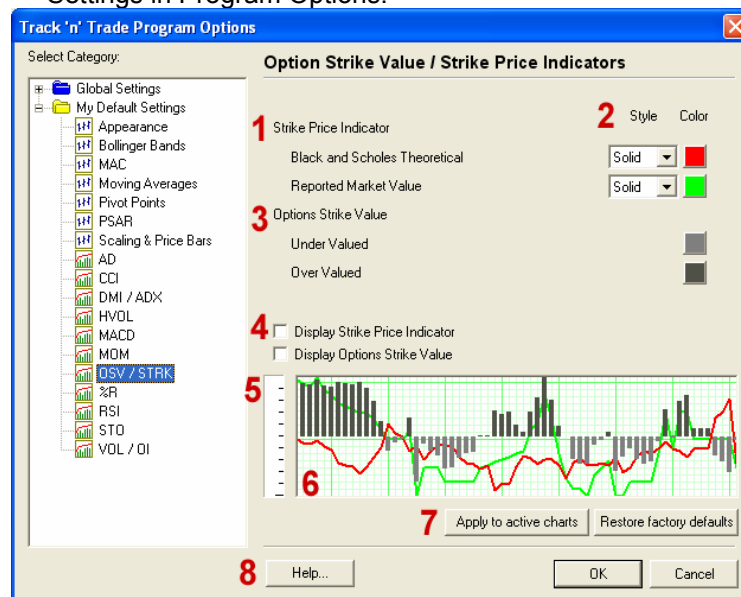 Settings in Program Options.
Track 'n' Trade Program Options
Select Category:
Global Settings
My Default Settings
Appearance
Bollinger Bands
MAC
Moving Averages
Pivot Points
PSAR
Scaling & Price Bars
AD
CCI
DMI / ADX
HVOL
MACD
MOM
OSV / STRK
%R
RSI
STO
VOL / OI
Option Strike Value / Strike Price Indicators
2 Style Color
1 Strike Price Indicator
Black and Scholes Theoretical Solid
Reported Market Value Solid
3 Options Strike Value
Under Valued
Over Valued
4 Display Strike Price Indicator
Display Options Strike Value
5
6
7 Apply to active charts Restore factory defaults
8 Help... OK Cancel